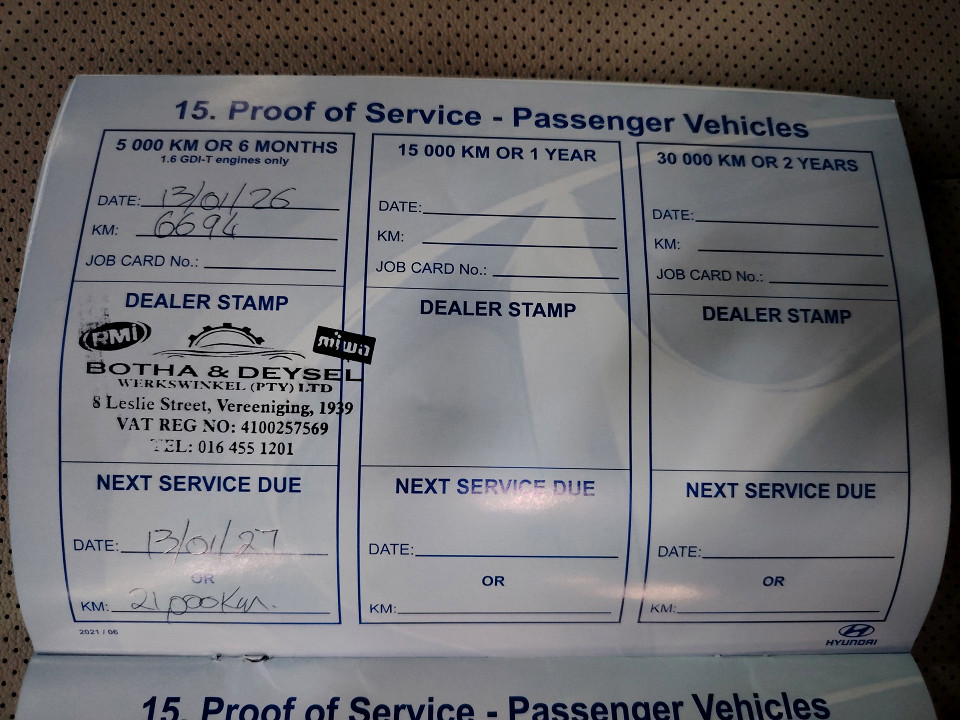 15. Proof of Service - Passenger Vehicles
5 000 KM OR 6 MONTHS
1.6 GDI-T engines only
DATE: 13/01/26
KM: 6694
JOB CARD No.:
DEALER STAMP
RMi
miwa
BOTHA & DEYSEL
WERKSWINKEL (PTY) LTD
8 Leslie Street, Vereeniging, 1939
VAT REG NO: 4100257569
TEL: 016 455 1201
NEXT SERVICE DUE
DATE: 13/01/27
OR
KM: 21,000Km.
15 000 KM OR 1 YEAR
DATE:
KM:
JOB CARD No.:
DEALER STAMP
NEXT SERVICE DUE
DATE:
OR
KM:
30 000 KM OR 2 YEARS
DATE:
KM:
JOB CARD No.:
DEALER STAMP
NEXT SERVICE DUE
DATE:
OR
KM:
2021 / 06
HYUNDAI
15. Proof of Service - Passenger Vehicles